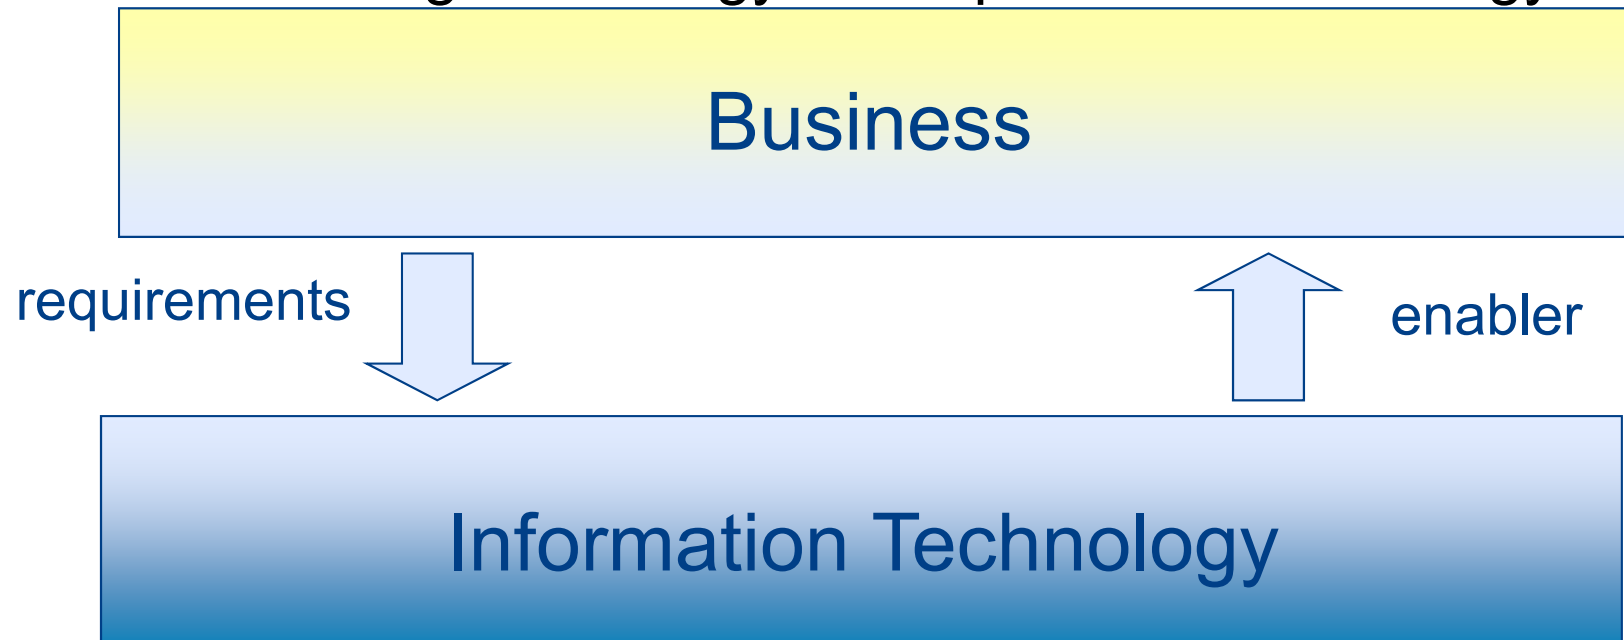 Business
requirements
enabler
Information Technology